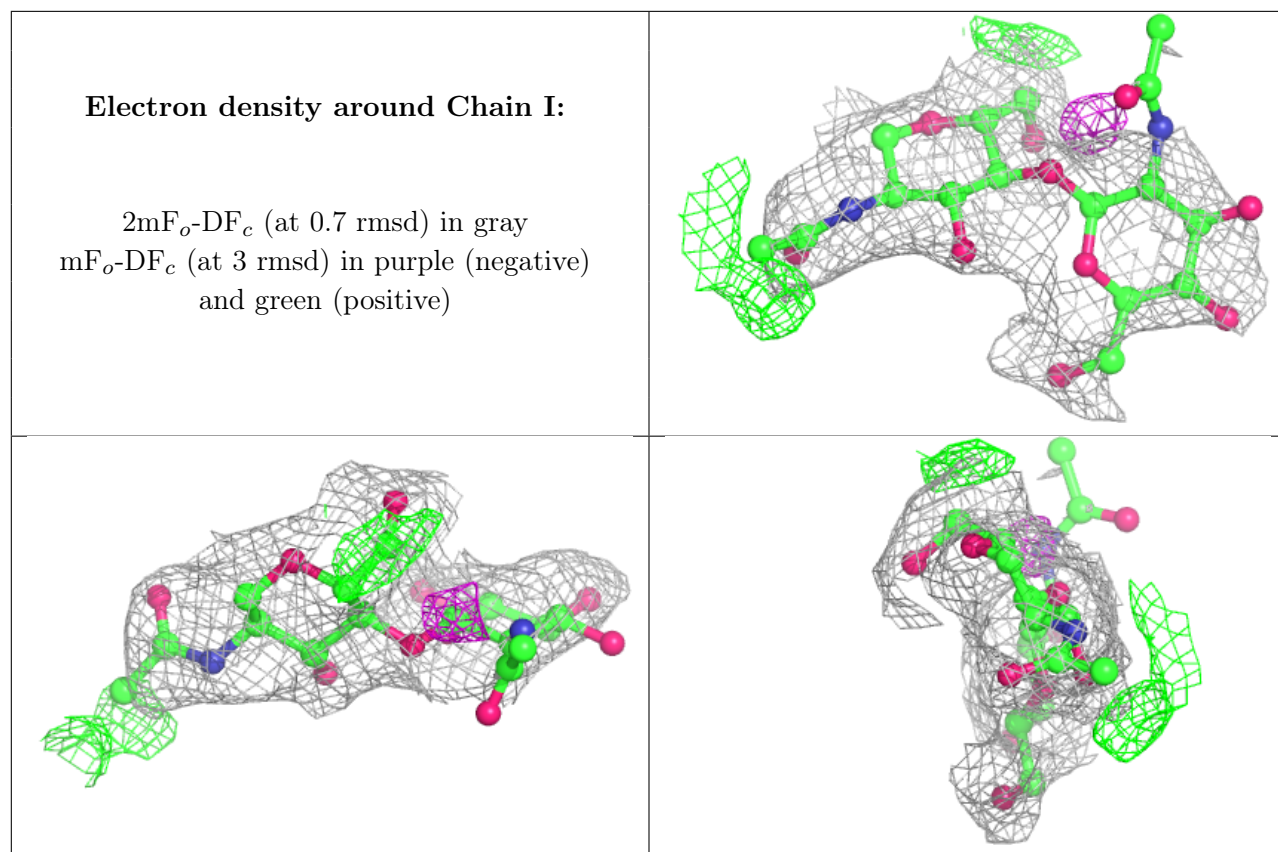 Electron density around Chain I:
2mFo-DFc (at 0.7 rmsd) in gray
mFo-DFc (at 3 rmsd) in purple (negative)
and green (positive)